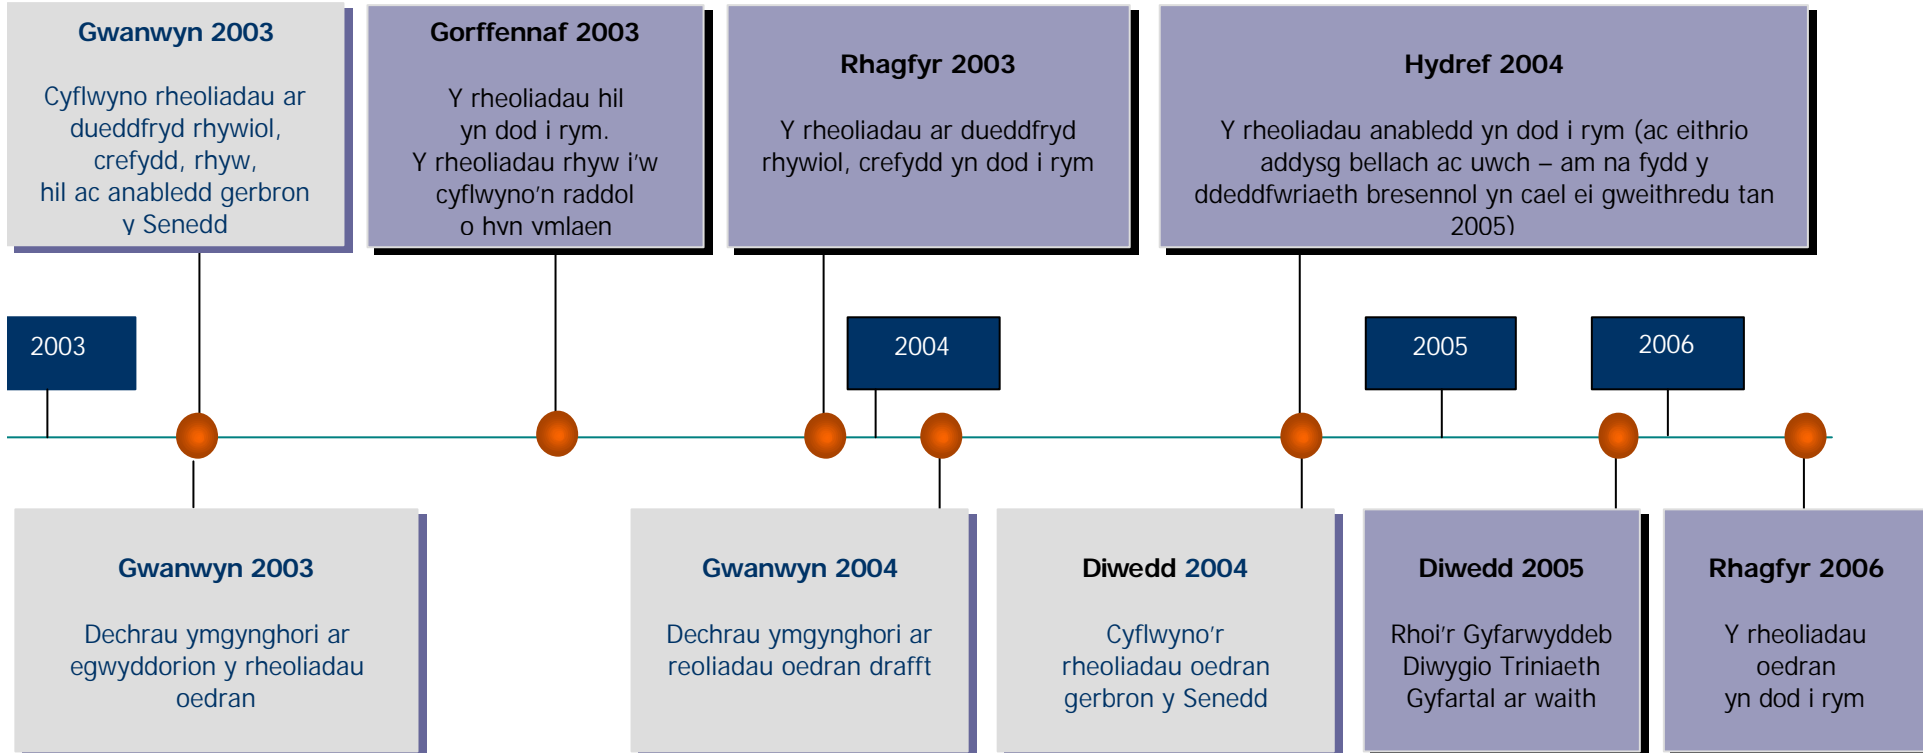 Gwanwyn 2003
Cyflwyno rheoliadau ar
dueddfryd rhywiol,
crefydd, rhyw,
hil ac anabledd gerbron
y Senedd
Gorffennaf 2003
Y rheoliadau hil
yn dod i rym.
Y rheoliadau rhyw i'w
cyflwyno'n raddol
o hyn ymlaen
Rhagfyr 2003
Y rheoliadau ar dueddfryd
rhywiol, crefydd yn dod i rym
Hydref 2004
Y rheoliadau anabledd yn dod i rym (ac eithrio
addysg bellach ac uwch – am na fydd y
ddeddfwriaeth bresennol yn cael ei gweithredu tan
2005)
2003
2004
2005
2006
Gwanwyn 2003
Dechrau ymgynghori ar
egwyddorion y rheoliadau
oedran
Gwanwyn 2004
Dechrau ymgynghori ar
reoliadau oedran drafft
Diwedd 2004
Cyflwyno'r
rheoliadau oedran
gerbron y Senedd
Diwedd 2005
Rhoi'r Gyfarwyddeb
Diwygio Triniaeth
Gyfartal ar waith
Rhagfyr 2006
Y rheoliadau
oedran
yn dod i rym